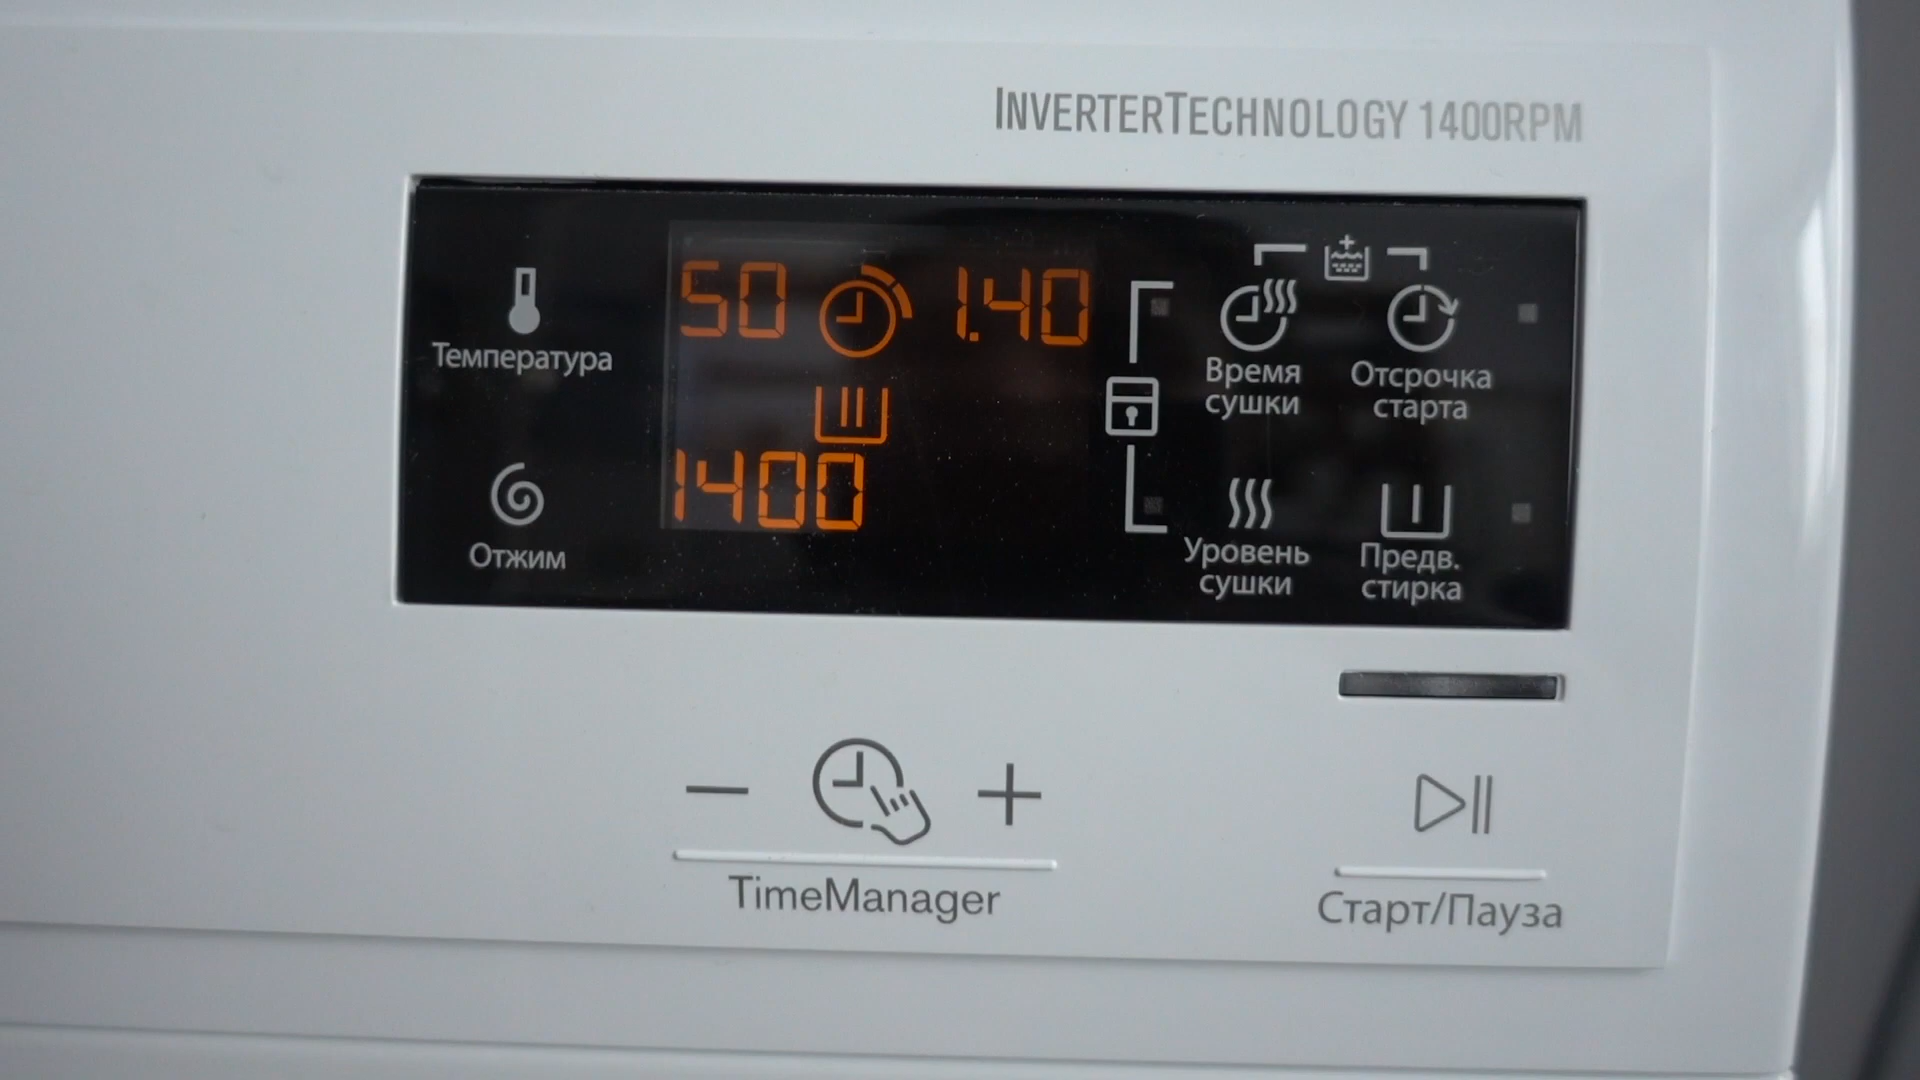 INVERTERTECHNOLOGY 1400RPM
Температура
50 1.40
Время
сушки
Отсрочка
старта
1400
Отжим
Уровень
сушки
Предв.
стирка
TimeManager
Старт/Пауза